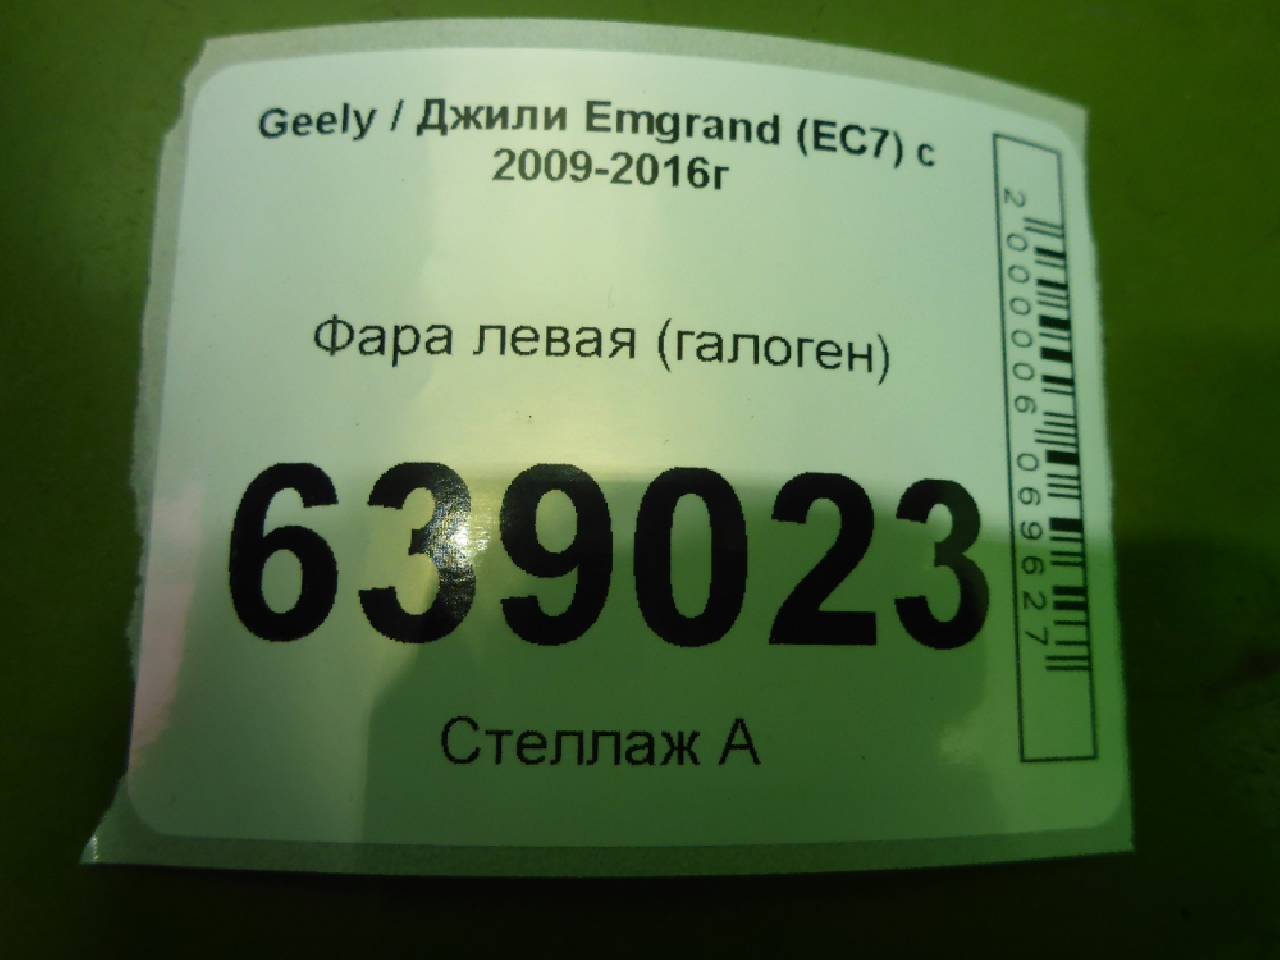 Geely / Джили Emgrand (EC7) с
2009-2016г
Фара левая (галоген)
639023
Стеллаж А
2000006069627